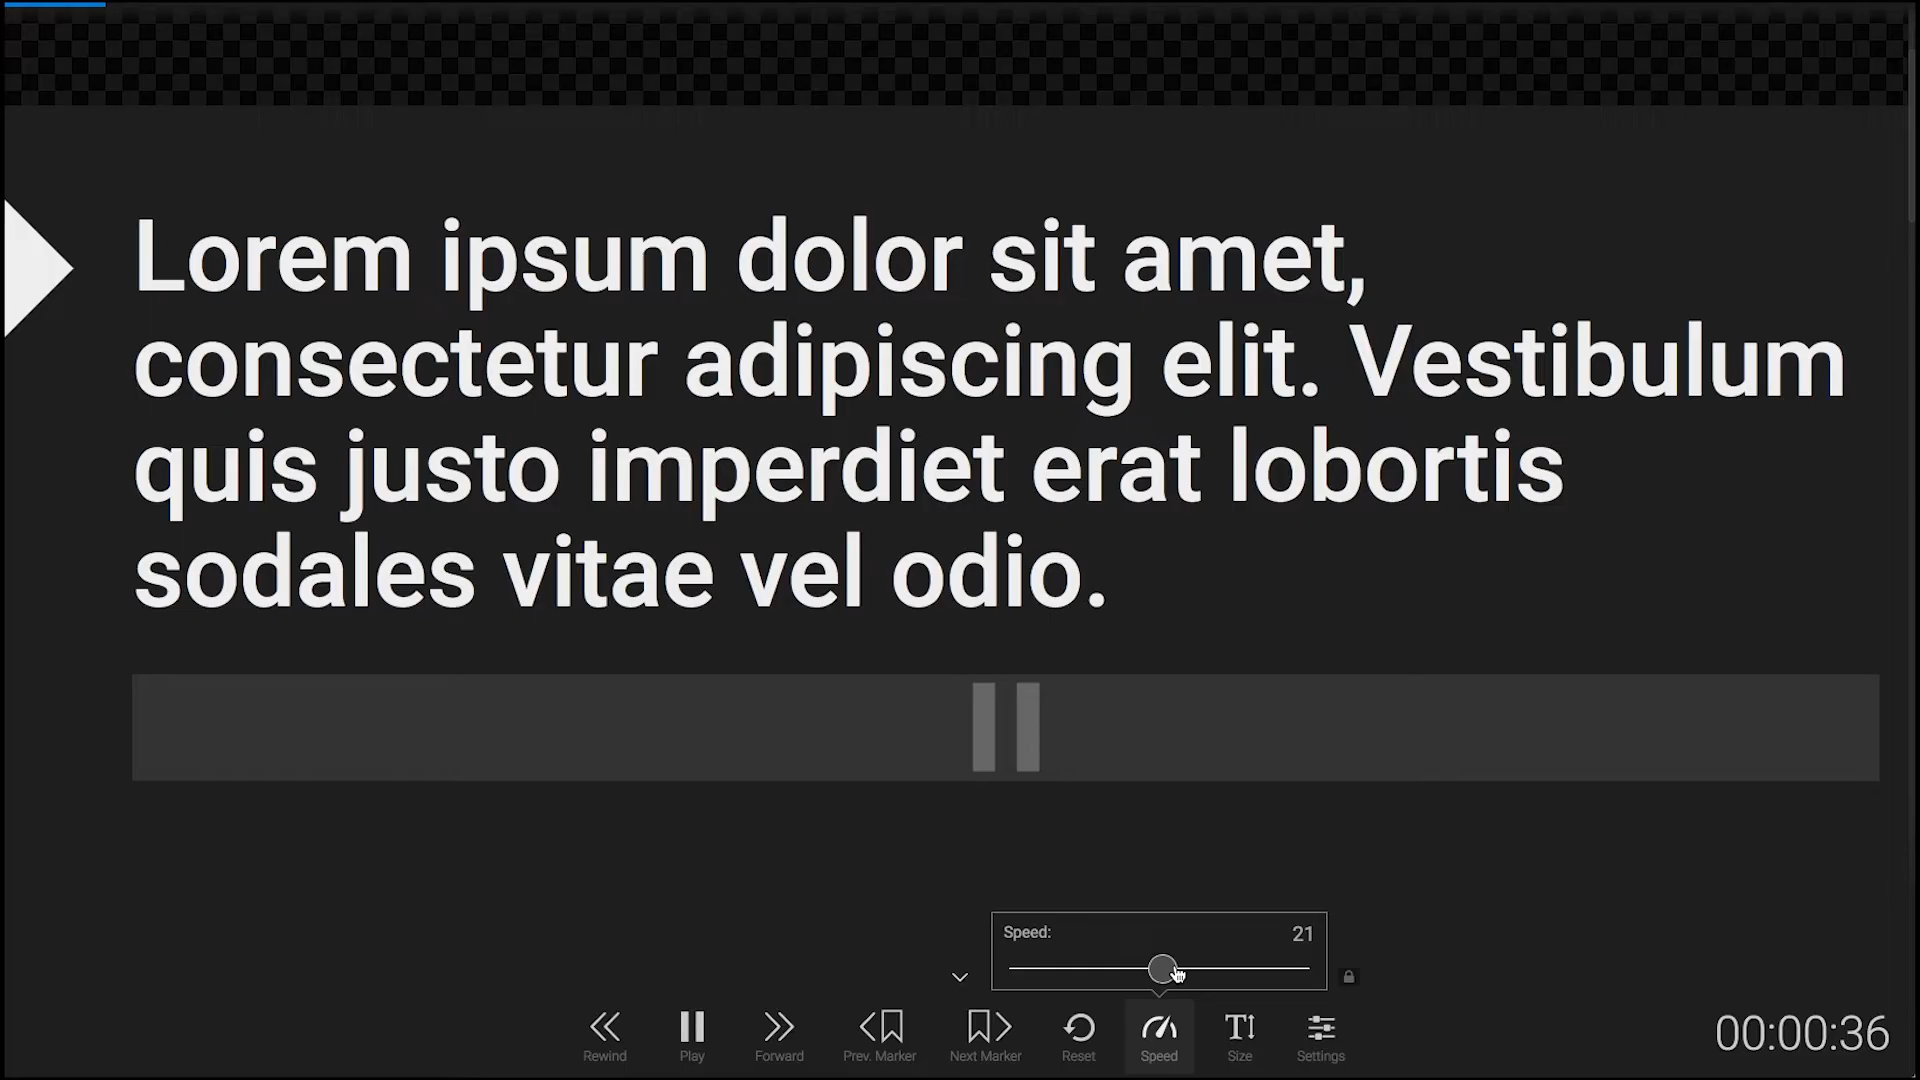 Lorem ipsum dolor sit amet,
consectetur adipiscing elit. Vestibulum
quis justo imperdiet erat lobortis
sodales vitae vel odio.
Speed: 21
Rewind
Play
Forward
Prev. Marker
Next Marker
Reset
Speed
Size
Settings
00:00:36